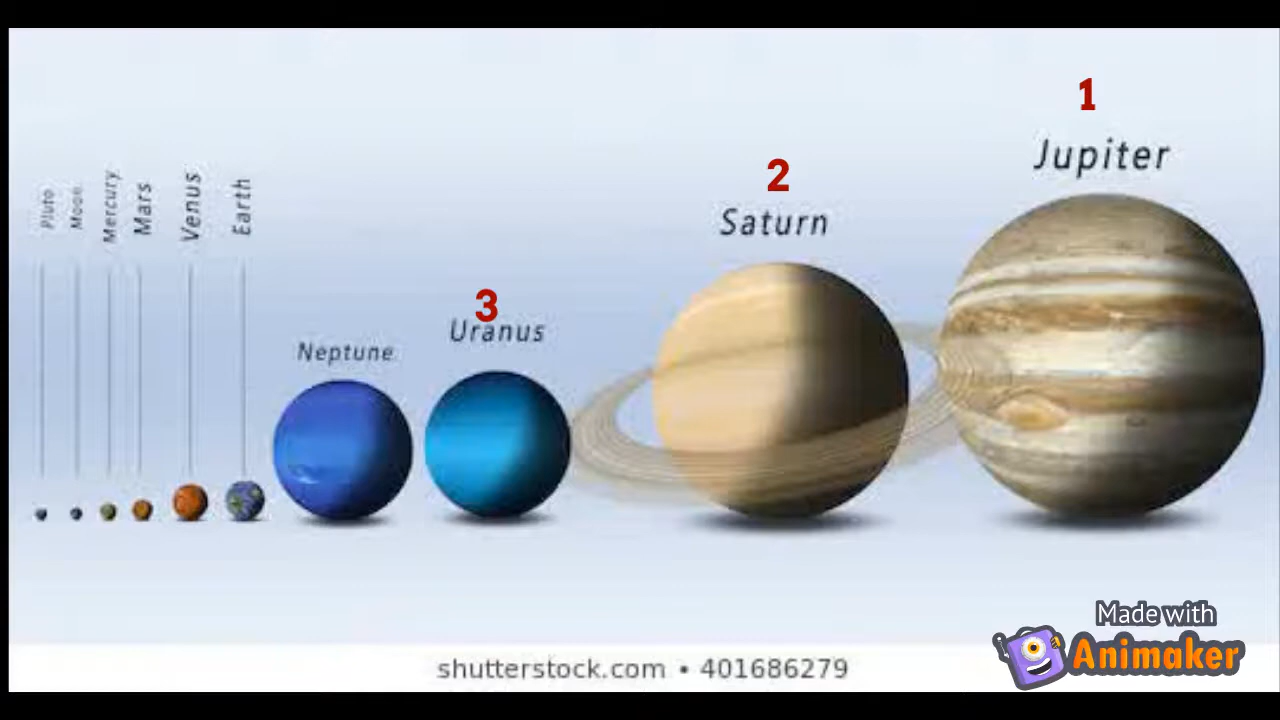 1
Jupiter
2
Saturn
3
Uranus
Neptune
Pluto
Moon
Mercury
Mars
Venus
Earth
shutterstock.com • 401686279
Made with
Animaker